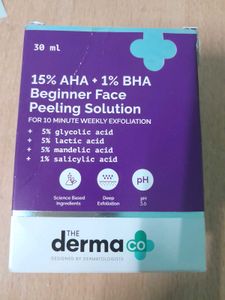 30 ml
15% AHA + 1% BHA
Beginner Face
Peeling Solution
FOR 10 MINUTE WEEKLY EXFOLIATION
+ 5% glycolic acid
+ 5% lactic acid
+ 5% mandelic acid
+ 1% salicylic acid
pH
Science Based
Ingredients
Deep
Exfoliation
pH
THE
derma co
DESIGNED BY DERMATOLOGISTS